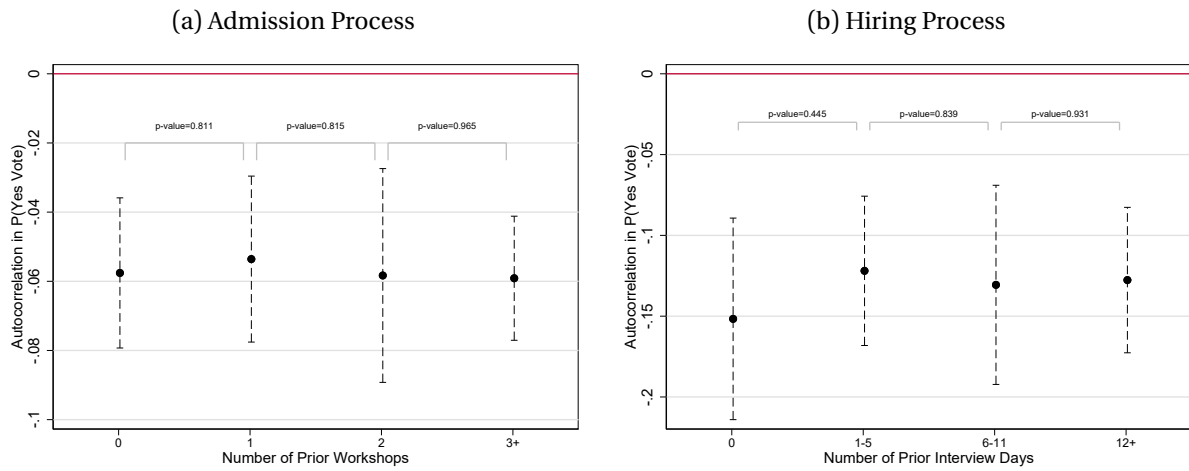 (a) Admission Process
0
-.02
-.04
-.06
-.08
-.1
Autocorrelation in P(Yes Vote)
p-value=0.811
p-value=0.815
p-value=0.965
0
1
2
3+
Number of Prior Workshops
(b) Hiring Process
0
-.05
-.1
-.15
-.2
Autocorrelation in P(Yes Vote)
p-value=0.445
p-value=0.839
p-value=0.931
0
1-5
6-11
12+
Number of Prior Interview Days